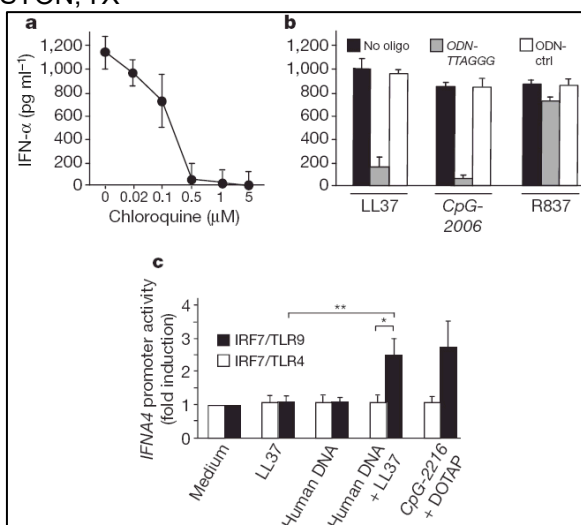 STON, TX
a
1,200
1,000
800
600
400
200
0
IFN-α (pg ml⁻¹)
0 0.02 0.1 0.5 1 5
Chloroquine (μM)
b
No oligo
ODN-
TTAGGG
ODN-
ctrl
1,200
1,000
800
600
400
200
0
LL37
CpG-
2006
R837
c
IFNA4 promoter activity
(fold induction)
4
3
2
1
0
IRF7/TLR9
IRF7/TLR4
**
*
Medium
LL37
Human DNA
Human DNA
+ LL37
CpG-2216
+ DOTAP